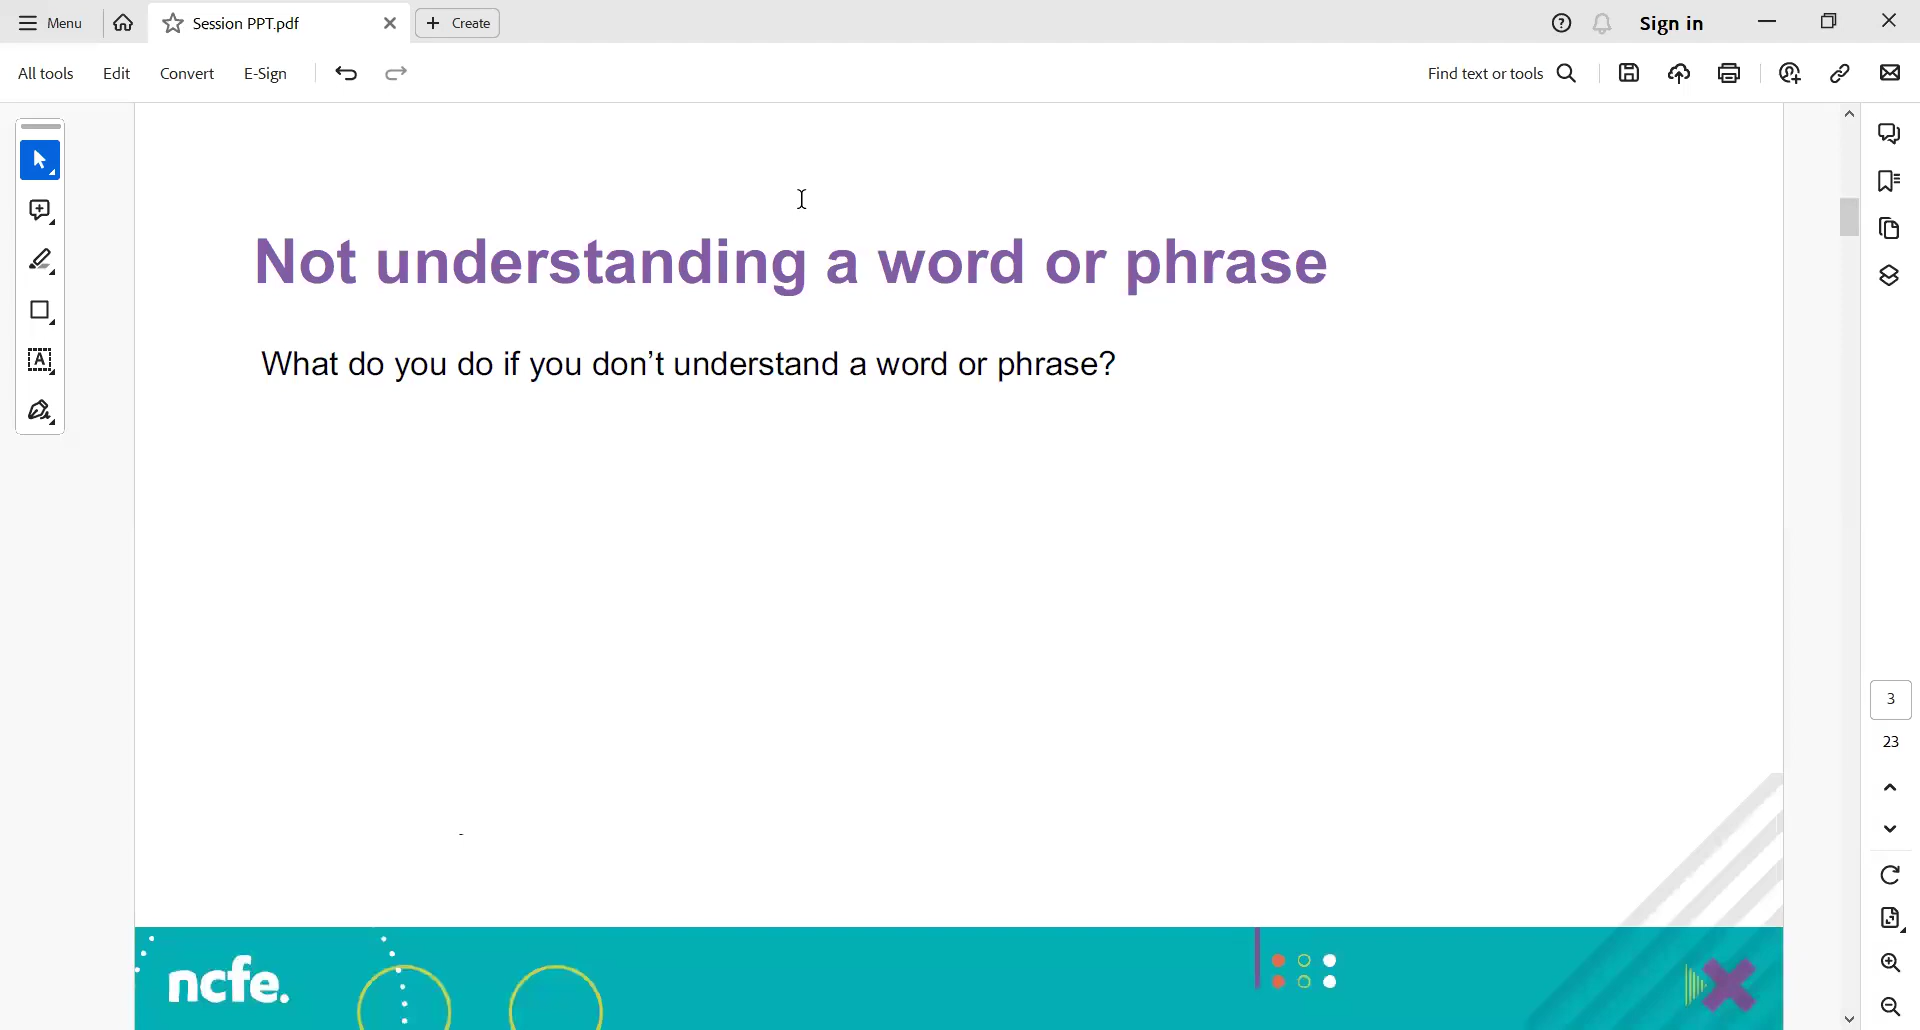 Menu
Session PPT.pdf
Create
Sign in
All tools
Edit
Convert
E-Sign
Find text or tools
Not understanding a word or phrase
What do you do if you don’t understand a word or phrase?
A
3
23
-
ncfe.